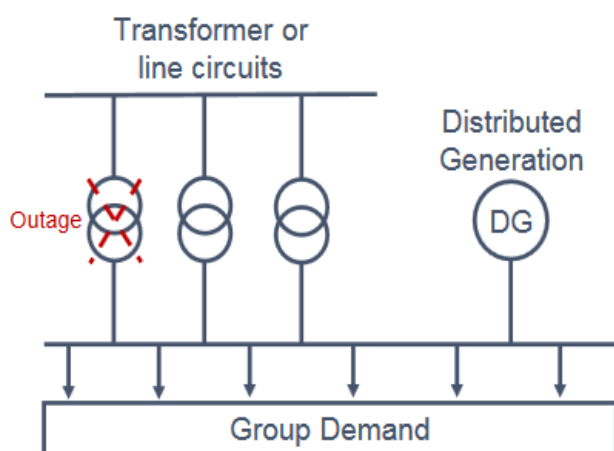 Transformer or
line circuits
Distributed
Generation
Outage
DG
Group Demand